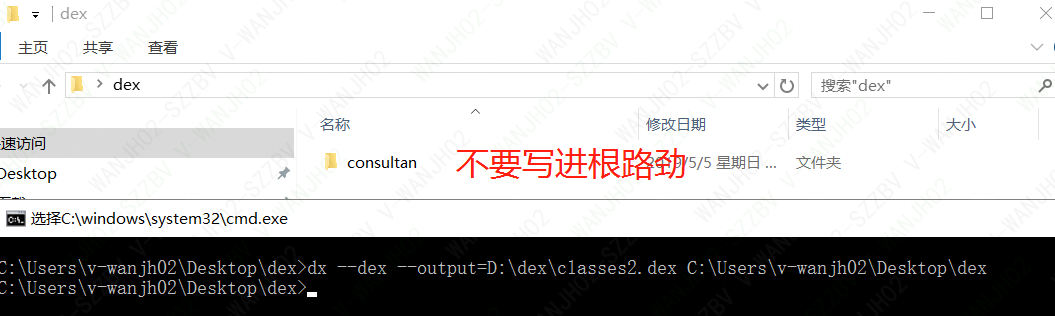 dex
主页 共享 查看
dex
搜索"dex"
名称 修改日期 类型 大小
速访问
Desktop
consultan 不要写进根路劲 2019/5/5 星期日 ... 文件夹
选择C:\windows\system32\cmd.exe
C:\Users\v-wanjh02\Desktop\dex>dx --dex --output=D:\dex\classes2.dex C:\Users\v-wanjh02\Desktop\dex
C:\Users\v-wanjh02\Desktop\dex>